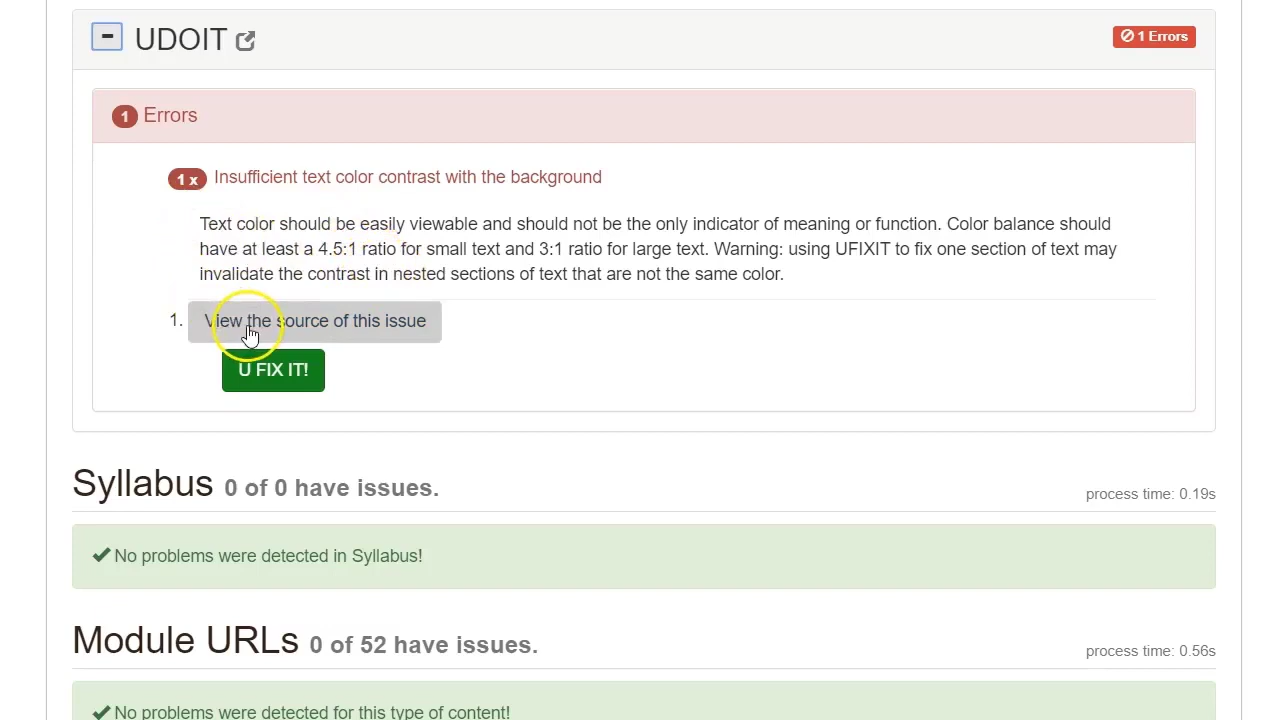 UDOIT
1 Errors
1 Errors
1 x Insufficient text color contrast with the background
Text color should be easily viewable and should not be the only indicator of meaning or function. Color balance should
have at least a 4.5:1 ratio for small text and 3:1 ratio for large text. Warning: using UFIXIT to fix one section of text may
invalidate the contrast in nested sections of text that are not the same color.
1. View the source of this issue
U FIX IT!
Syllabus 0 of 0 have issues.
process time: 0.19s
No problems were detected in Syllabus!
Module URLs 0 of 52 have issues.
process time: 0.56s
No problems were detected for this type of content!